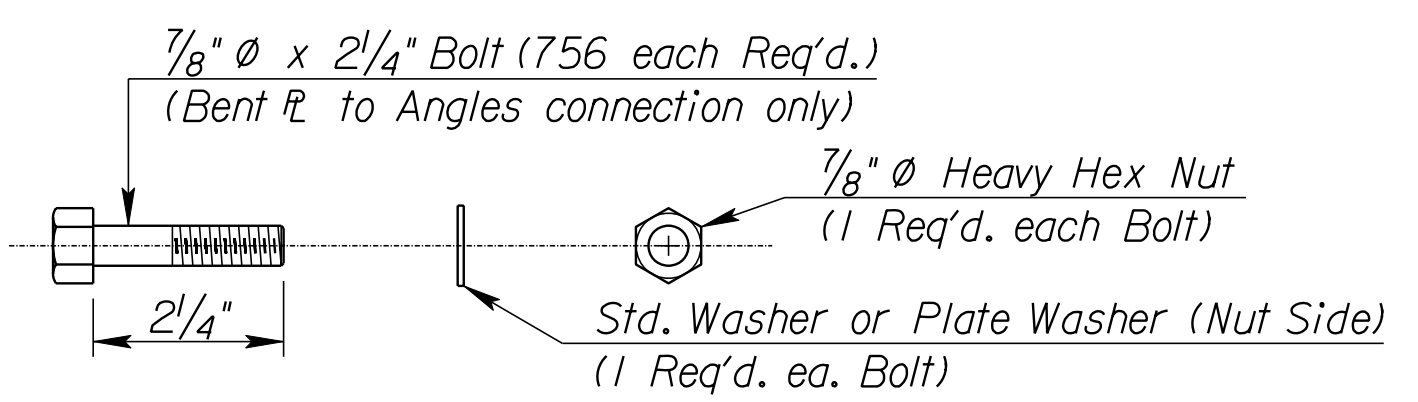 7/8" Ø x 2 1/4" Bolt (756 each Req'd.)
(Bent ℄ to Angles connection only)
7/8" Ø Heavy Hex Nut
(1 Req'd. each Bolt)
2 1/4"
Std. Washer or Plate Washer (Nut Side)
(1 Req'd. ea. Bolt)